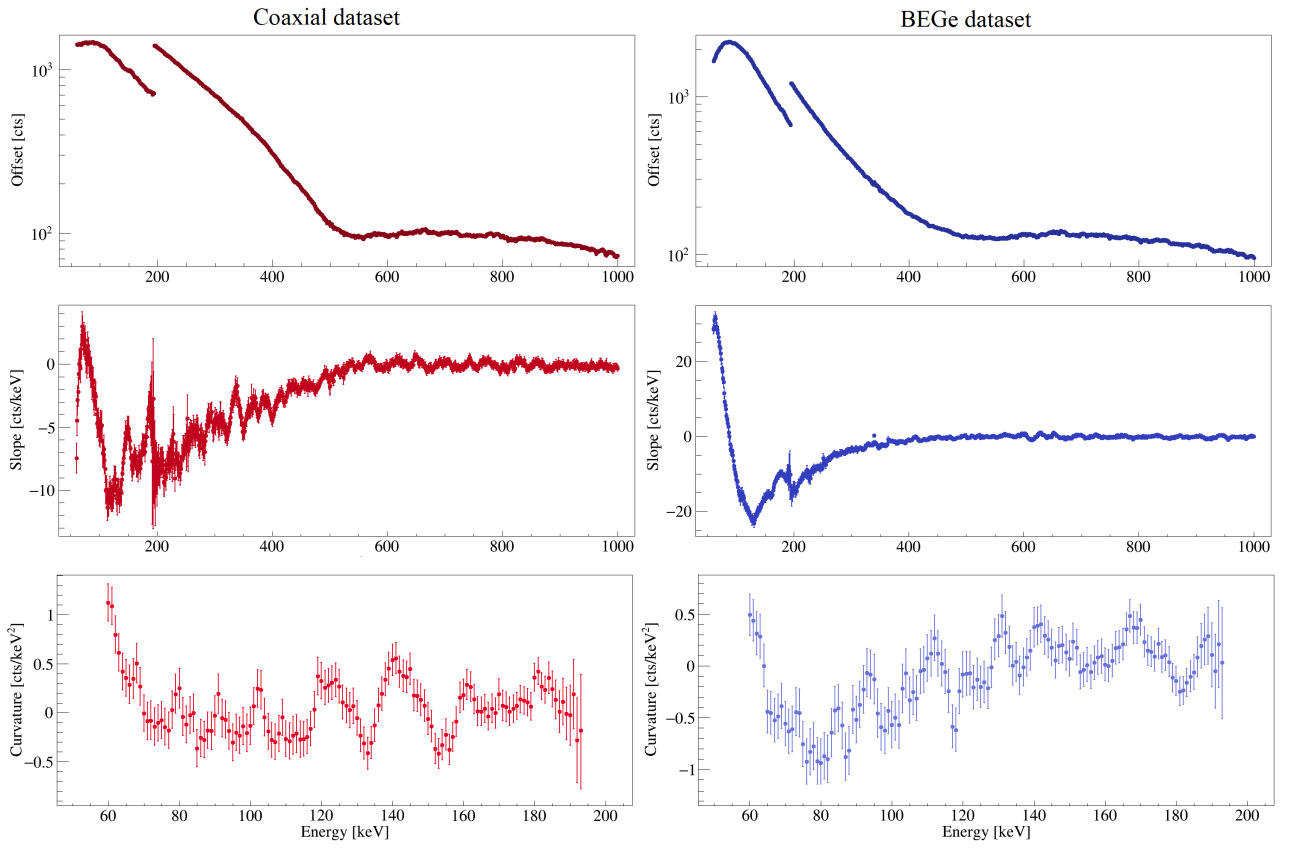 Coaxial dataset
BEGe dataset
Offset [cts]
10³
10²
200 400 600 800 1000
Offset [cts]
10³
10²
200 400 600 800 1000
Slope [cts/keV]
0
−5
−10
200 400 600 800 1000
Slope [cts/keV]
20
0
−20
200 400 600 800 1000
Curvature [cts/keV²]
1
0.5
0
−0.5
60 80 100 120 140 160 180 200
Energy [keV]
Curvature [cts/keV²]
0.5
0
−0.5
−1
60 80 100 120 140 160 180 200
Energy [keV]